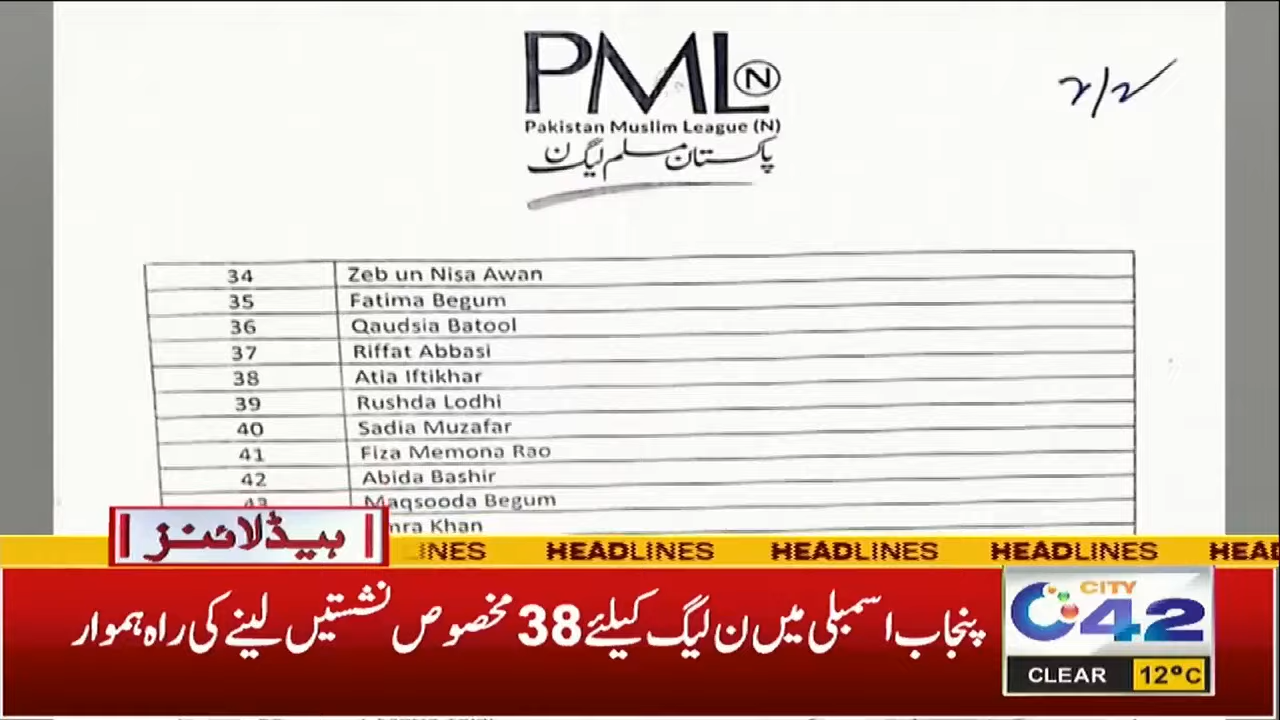 PML N
Pakistan Muslim League (N)
پاکستان مسلم لیگ ن
2/2
34 Zeb un Nisa Awan
35 Fatima Begum
36 Qaudsia Batool
37 Riffat Abbasi
38 Atia Iftikhar
39 Rushda Lodhi
40 Sadia Muzafar
41 Fiza Memona Rao
42 Abida Bashir
43 Maqsooda Begum
Khan
ہیڈلائنز
HEADLINES HEADLINES HEADLINES
پنجاب اسمبلی میں ن لیگ کیلئے 38 مخصوص نشستیں لینے کی راہ ہموار
CITY
42
CLEAR 12°C